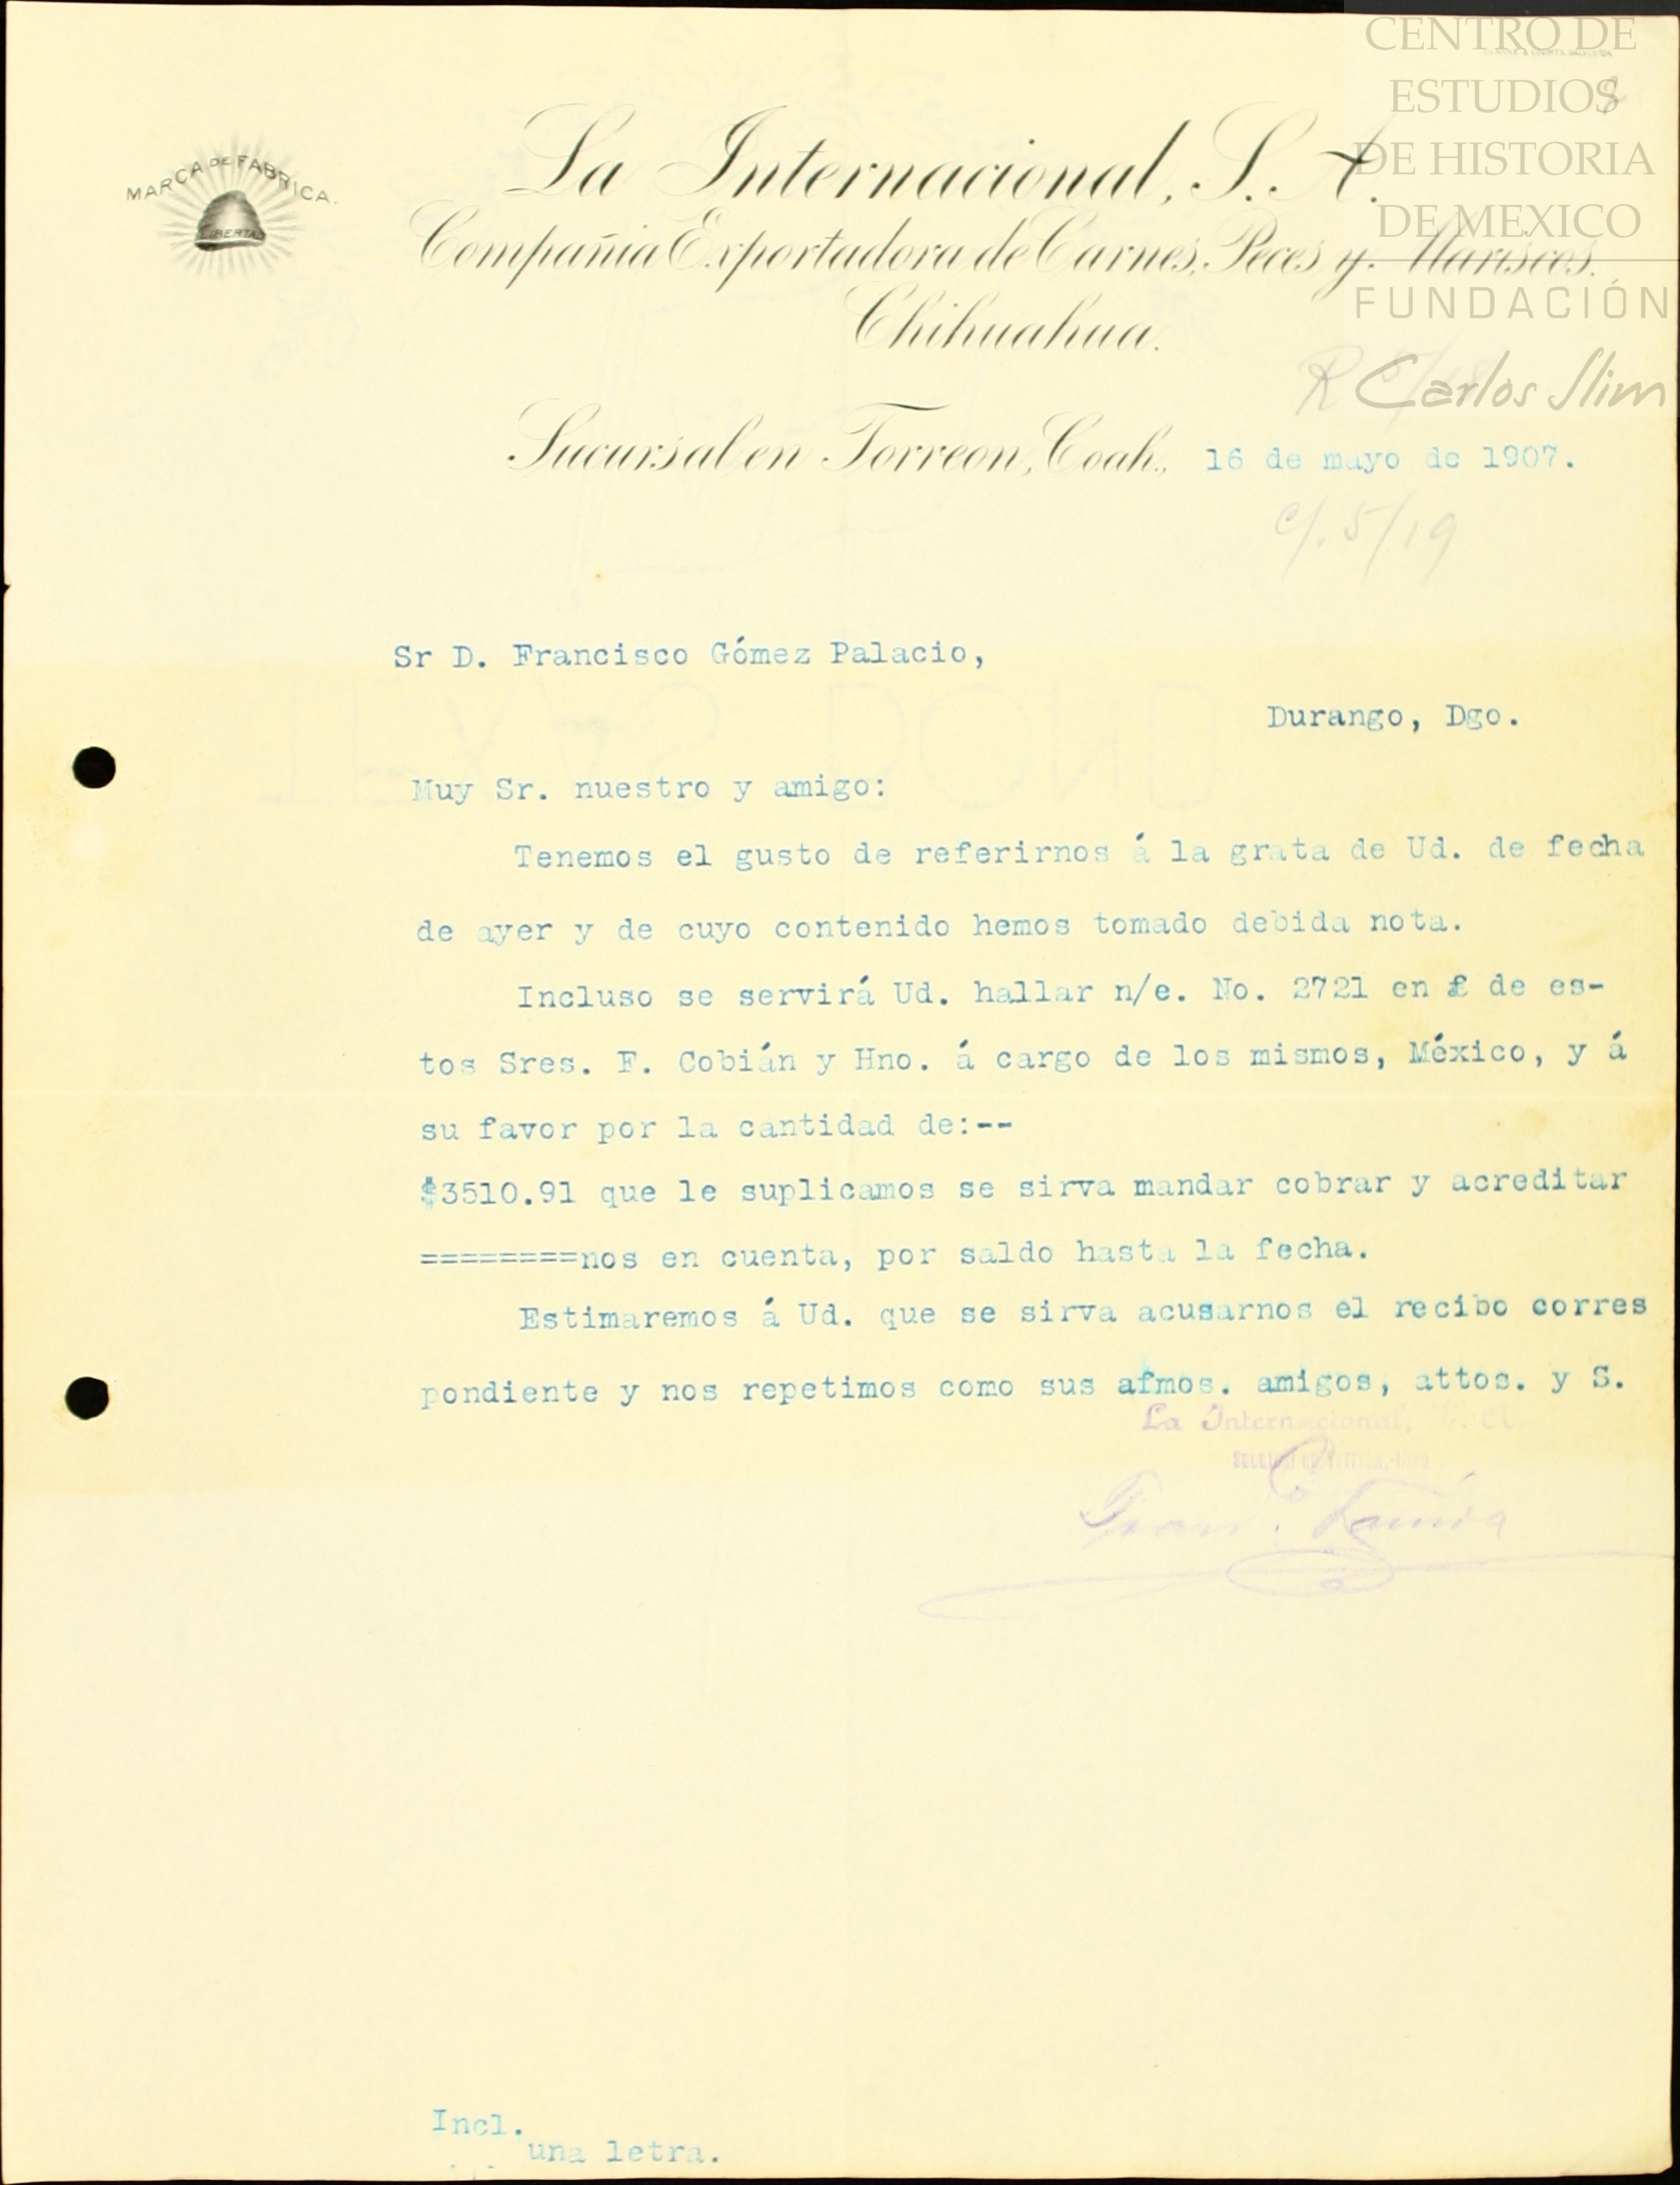 CENTRO DE
ESTUDIOS
DE HISTORIA
DE MEXICO
FUNDACIÓN
Carlos Slim
MARCA DE FABRICA.
LIBERTAD
La Internacional, S. A.
Compañia Exportadora de Carnes, Peces y Mariscos.
Chihuahua.
Sucursal en Torreon, Coah., 16 de mayo de 1907.
c/. 5/19
Sr D. Francisco Gómez Palacio,
Durango, Dgo.
Muy Sr. nuestro y amigo:
Tenemos el gusto de referirnos á la grata de Ud. de fecha
de ayer y de cuyo contenido hemos tomado debida nota.
Incluso se servirá Ud. hallar n/e. No. 2721 en £ de es-
tos Sres. F. Cobián y Hno. á cargo de los mismos, México, y á
su favor por la cantidad de:--
$3510.91 que le suplicamos se sirva mandar cobrar y acreditar
========nos en cuenta, por saldo hasta la fecha.
Estimaremos á Ud. que se sirva acusarnos el recibo corres
pondiente y nos repetimos como sus afmos. amigos, attos. y S.
La Internacional, S. A.
Incl.
una letra.